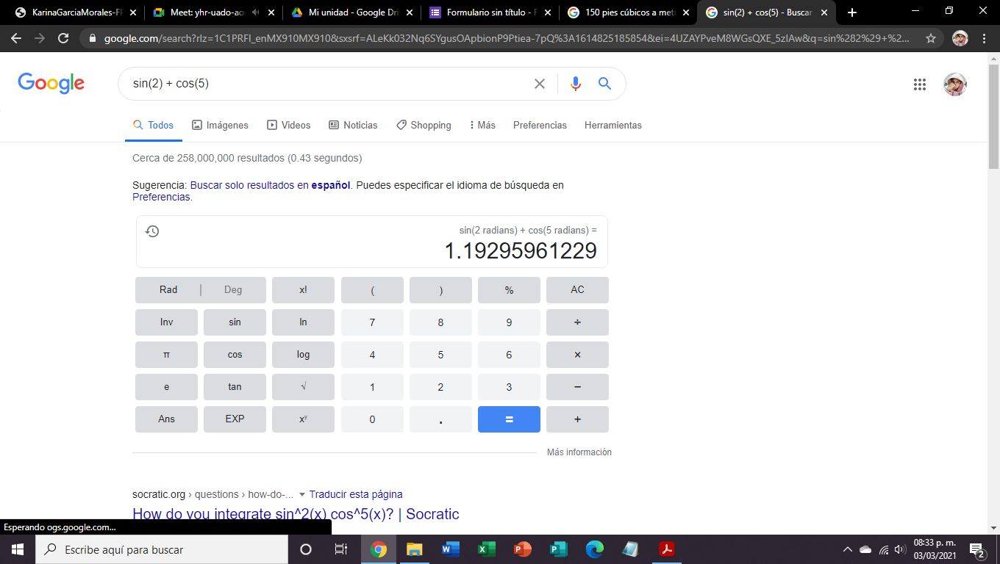 KarinaGarciaMorales-FF
Meet: yhr-uado-ao
Mi unidad - Google Dri
Formulario sin título - F
150 pies cúbicos a met
sin(2) + cos(5) - Buscar
google.com/search?rlz=1C1PRFI_enMX910MX910&sxsrf=ALeKk032Nq6SYgusOApbionP9Ptiea-7pQ%3A1614825185854&ei=4UZAYPveM8WGsQXE_5zIAw&q=sin%282%29+%2...
Google
sin(2) + cos(5)
Todos Imágenes Videos Noticias Shopping Más Preferencias Herramientas
Cerca de 258,000,000 resultados (0.43 segundos)
Sugerencia: Buscar solo resultados en español. Puedes especificar el idioma de búsqueda en
Preferencias.
sin(2 radians) + cos(5 radians) =
1.19295961229
Rad | Deg x! ( ) % AC
Inv sin ln 7 8 9 ÷
π cos log 4 5 6 ×
e tan √ 1 2 3 −
Ans EXP xʸ 0 . = +
Más información
socratic.org › questions › how-do-... Traducir esta página
How do you integrate sin^2(x) cos^5(x)? | Socratic
Esperando ogs.google.com...
Escribe aquí para buscar
08:33 p. m.
03/03/2021
2